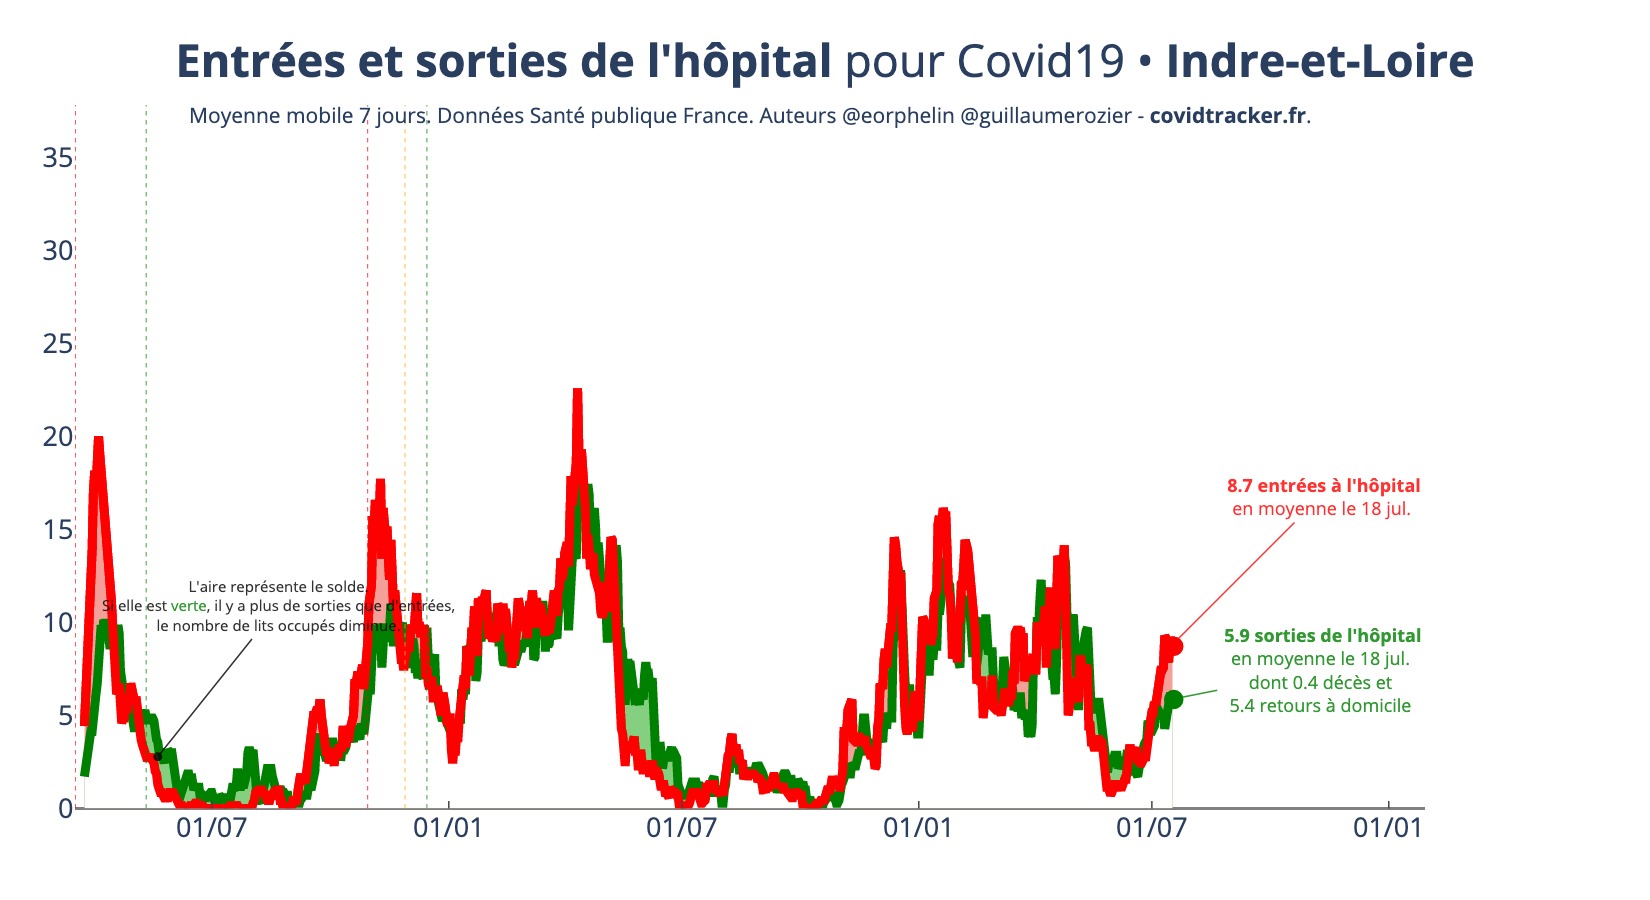 Entrées et sorties de l'hôpital pour Covid19 • Indre-et-Loire
Moyenne mobile 7 jours. Données Santé publique France. Auteurs @eorphelin @guillaumerozier - covidtracker.fr.
35
30
25
20
15
10
5
0
L'aire représente le solde.
Si elle est verte, il y a plus de sorties que d'entrées,
le nombre de lits occupés diminue.
8.7 entrées à l'hôpital
en moyenne le 18 jul.
5.9 sorties de l'hôpital
en moyenne le 18 jul.
dont 0.4 décès et
5.4 retours à domicile
01/07
01/01
01/07
01/01
01/07
01/01